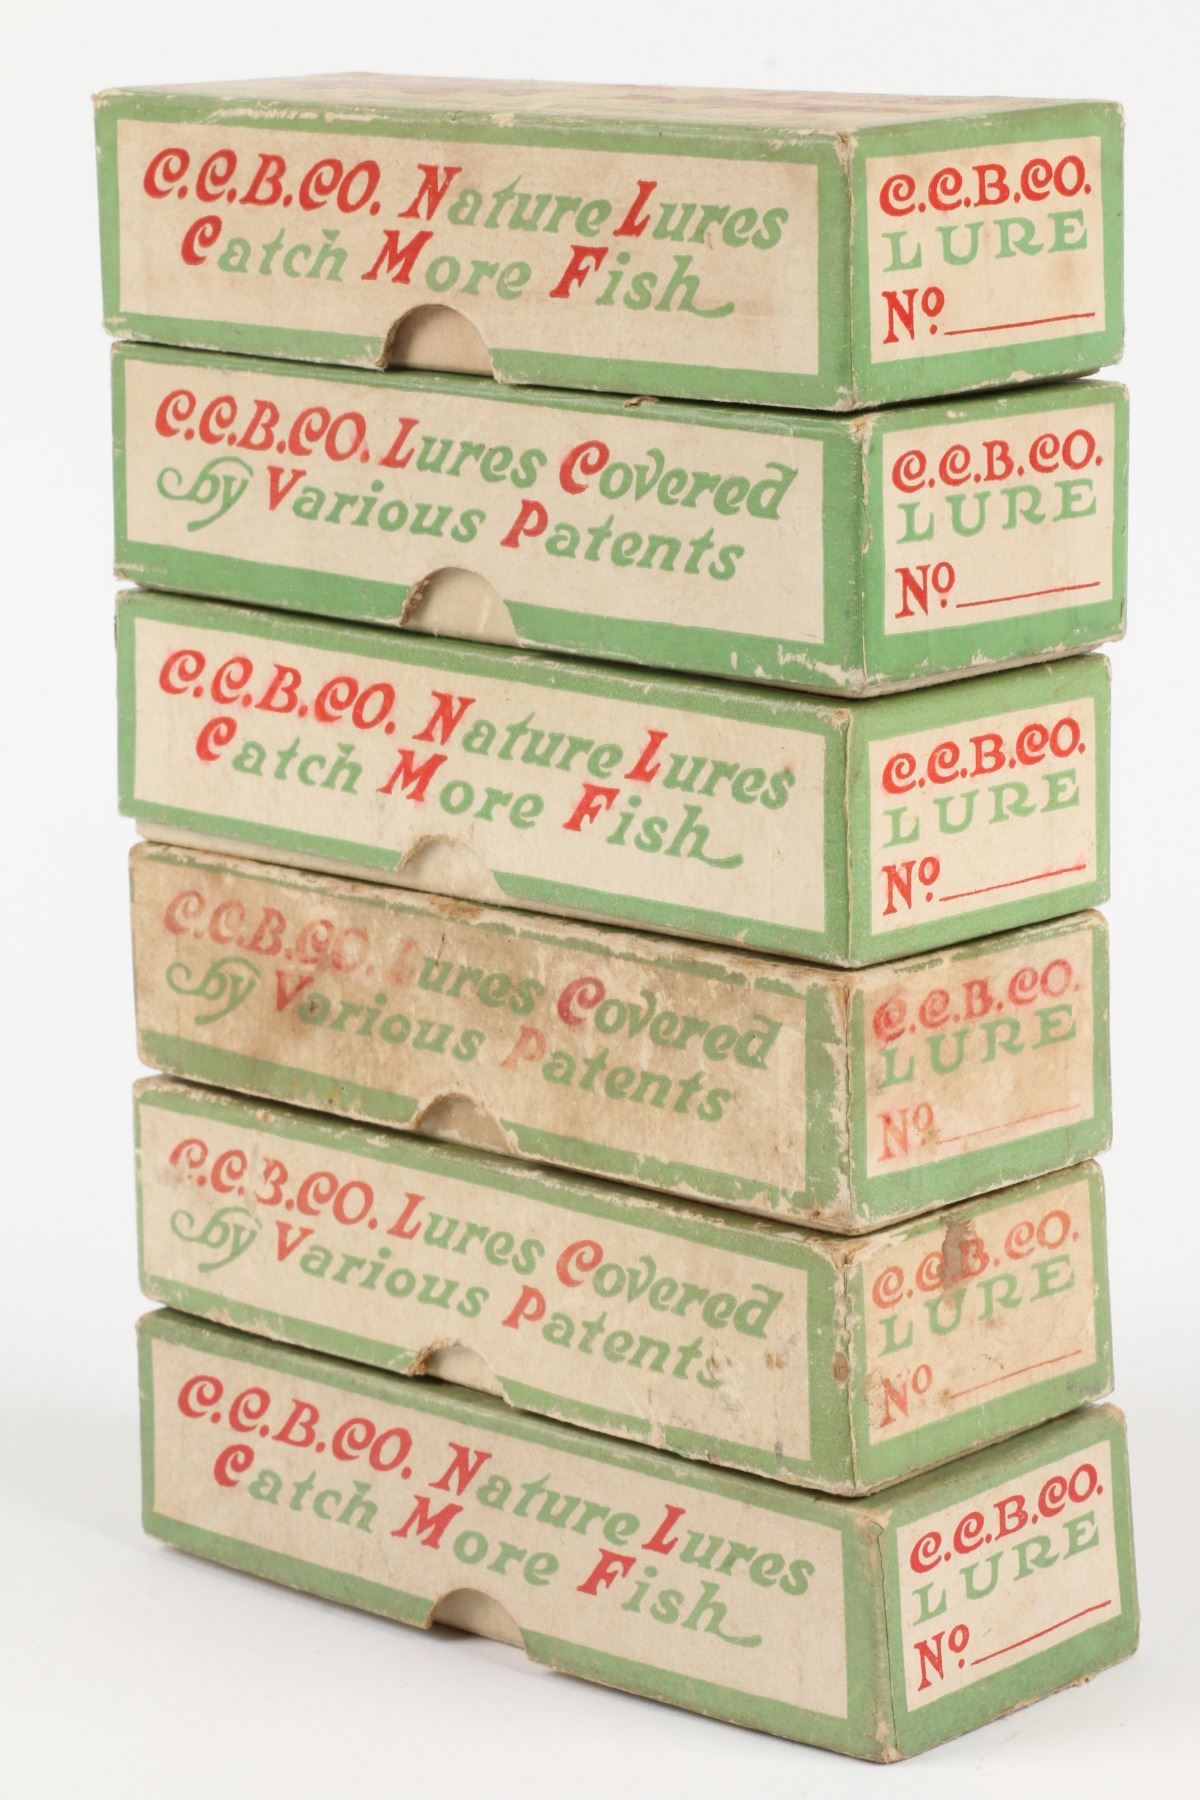 C.C.B.CO. Nature Lures
Catch More Fish
C.C.B.CO.
LURE
No.
C.C.B.CO. Lures Covered
by Various Patents
C.C.B.CO.
LURE
No.
C.C.B.CO. Nature Lures
Catch More Fish
C.C.B.CO.
LURE
No.
C.C.B.CO. Lures Covered
by Various Patents
C.C.B.CO.
LURE
No.
C.C.B.CO. Lures Covered
by Various Patents
C.C.B.CO.
LURE
No.
C.C.B.CO. Nature Lures
Catch More Fish
C.C.B.CO.
LURE
No.